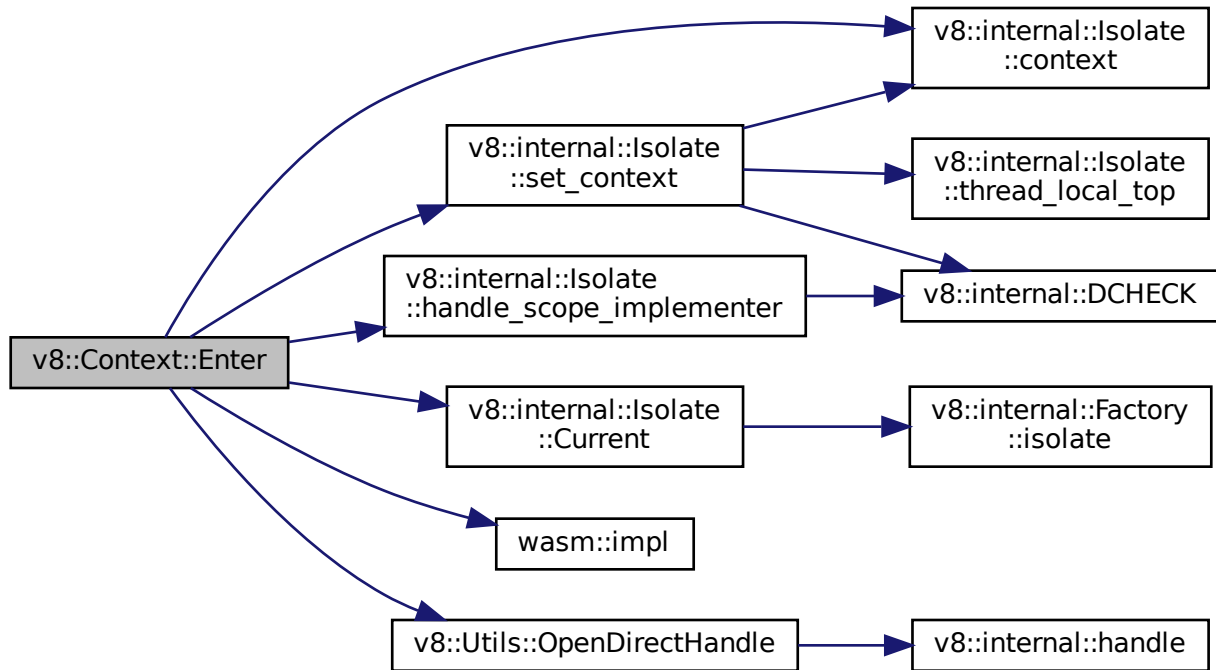 v8::Context::Enter
v8::internal::Isolate
::context
v8::internal::Isolate
::set_context
v8::internal::Isolate
::thread_local_top
v8::internal::DCHECK
v8::internal::Isolate
::handle_scope_implementer
v8::internal::Isolate
::Current
v8::internal::Factory
::isolate
wasm::impl
v8::Utils::OpenDirectHandle
v8::internal::handle